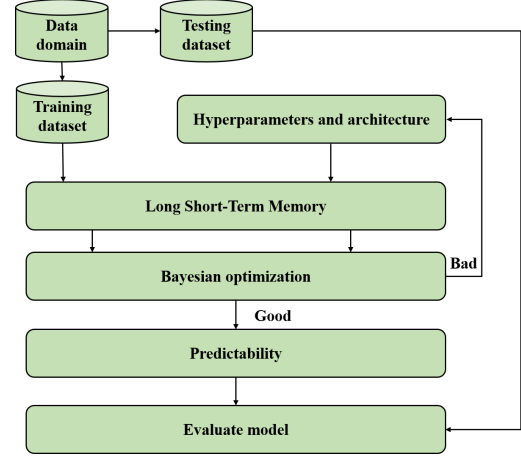 Data
domain
Testing
dataset
Training
dataset
Hyperparameters and architecture
Long Short-Term Memory
Bayesian optimization
Bad
Good
Predictability
Evaluate model